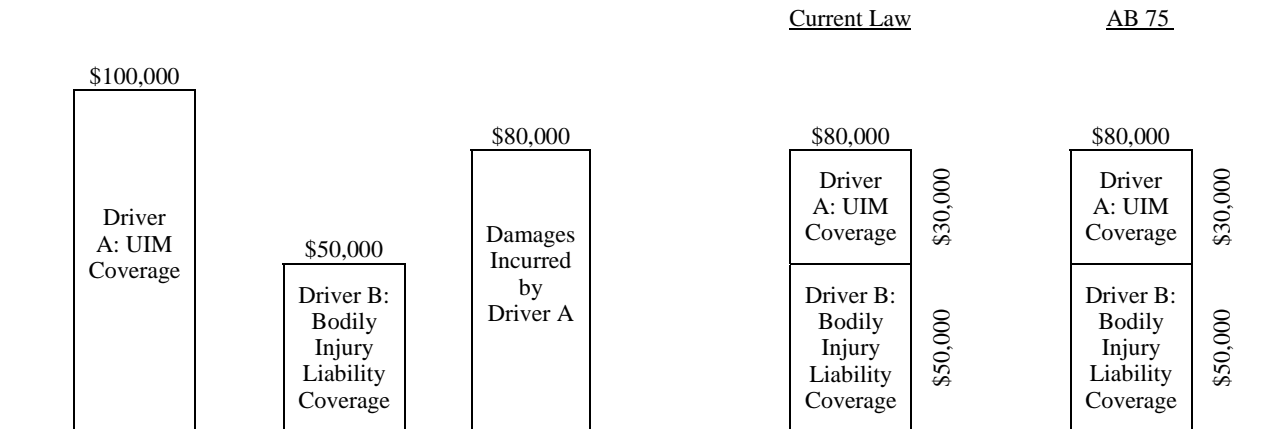 Current Law
AB 75
$100,000
Driver
A: UIM
Coverage
$50,000
Driver B:
Bodily
Injury
Liability
Coverage
$80,000
Damages
Incurred
by
Driver A
$80,000
Driver
A: UIM
Coverage
$30,000
Driver B:
Bodily
Injury
Liability
Coverage
$50,000
$80,000
Driver
A: UIM
Coverage
$30,000
Driver B:
Bodily
Injury
Liability
Coverage
$50,000